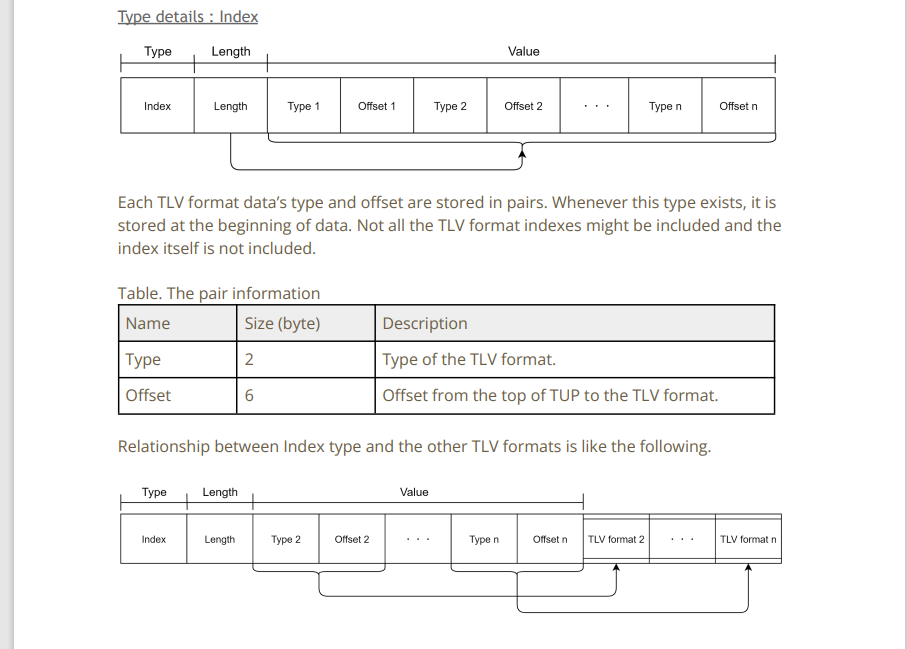 Type details : Index
Type Length Value
Index Length Type 1 Offset 1 Type 2 Offset 2 · · · Type n Offset n
Each TLV format data’s type and offset are stored in pairs. Whenever this type exists, it is
stored at the beginning of data. Not all the TLV format indexes might be included and the
index itself is not included.
Table. The pair information
Name Size (byte) Description
Type 2 Type of the TLV format.
Offset 6 Offset from the top of TUP to the TLV format.
Relationship between Index type and the other TLV formats is like the following.
Type Length Value
Index Length Type 2 Offset 2 · · · Type n Offset n TLV format 2 · · · TLV format n